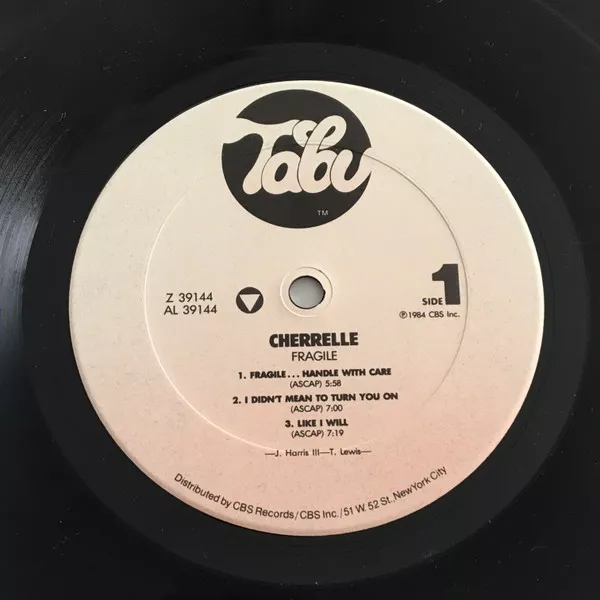 Tabu
TM
Z 39144
AL 39144
SIDE 1
℗1984 CBS Inc.
CHERRELLE
FRAGILE
1. FRAGILE... HANDLE WITH CARE
(ASCAP) 5:58
2. I DIDN'T MEAN TO TURN YOU ON
(ASCAP) 7:00
3. LIKE I WILL
(ASCAP) 7:19
—J. Harris III—T. Lewis—
Distributed by CBS Records/CBS Inc./51 W. 52 St., New York City